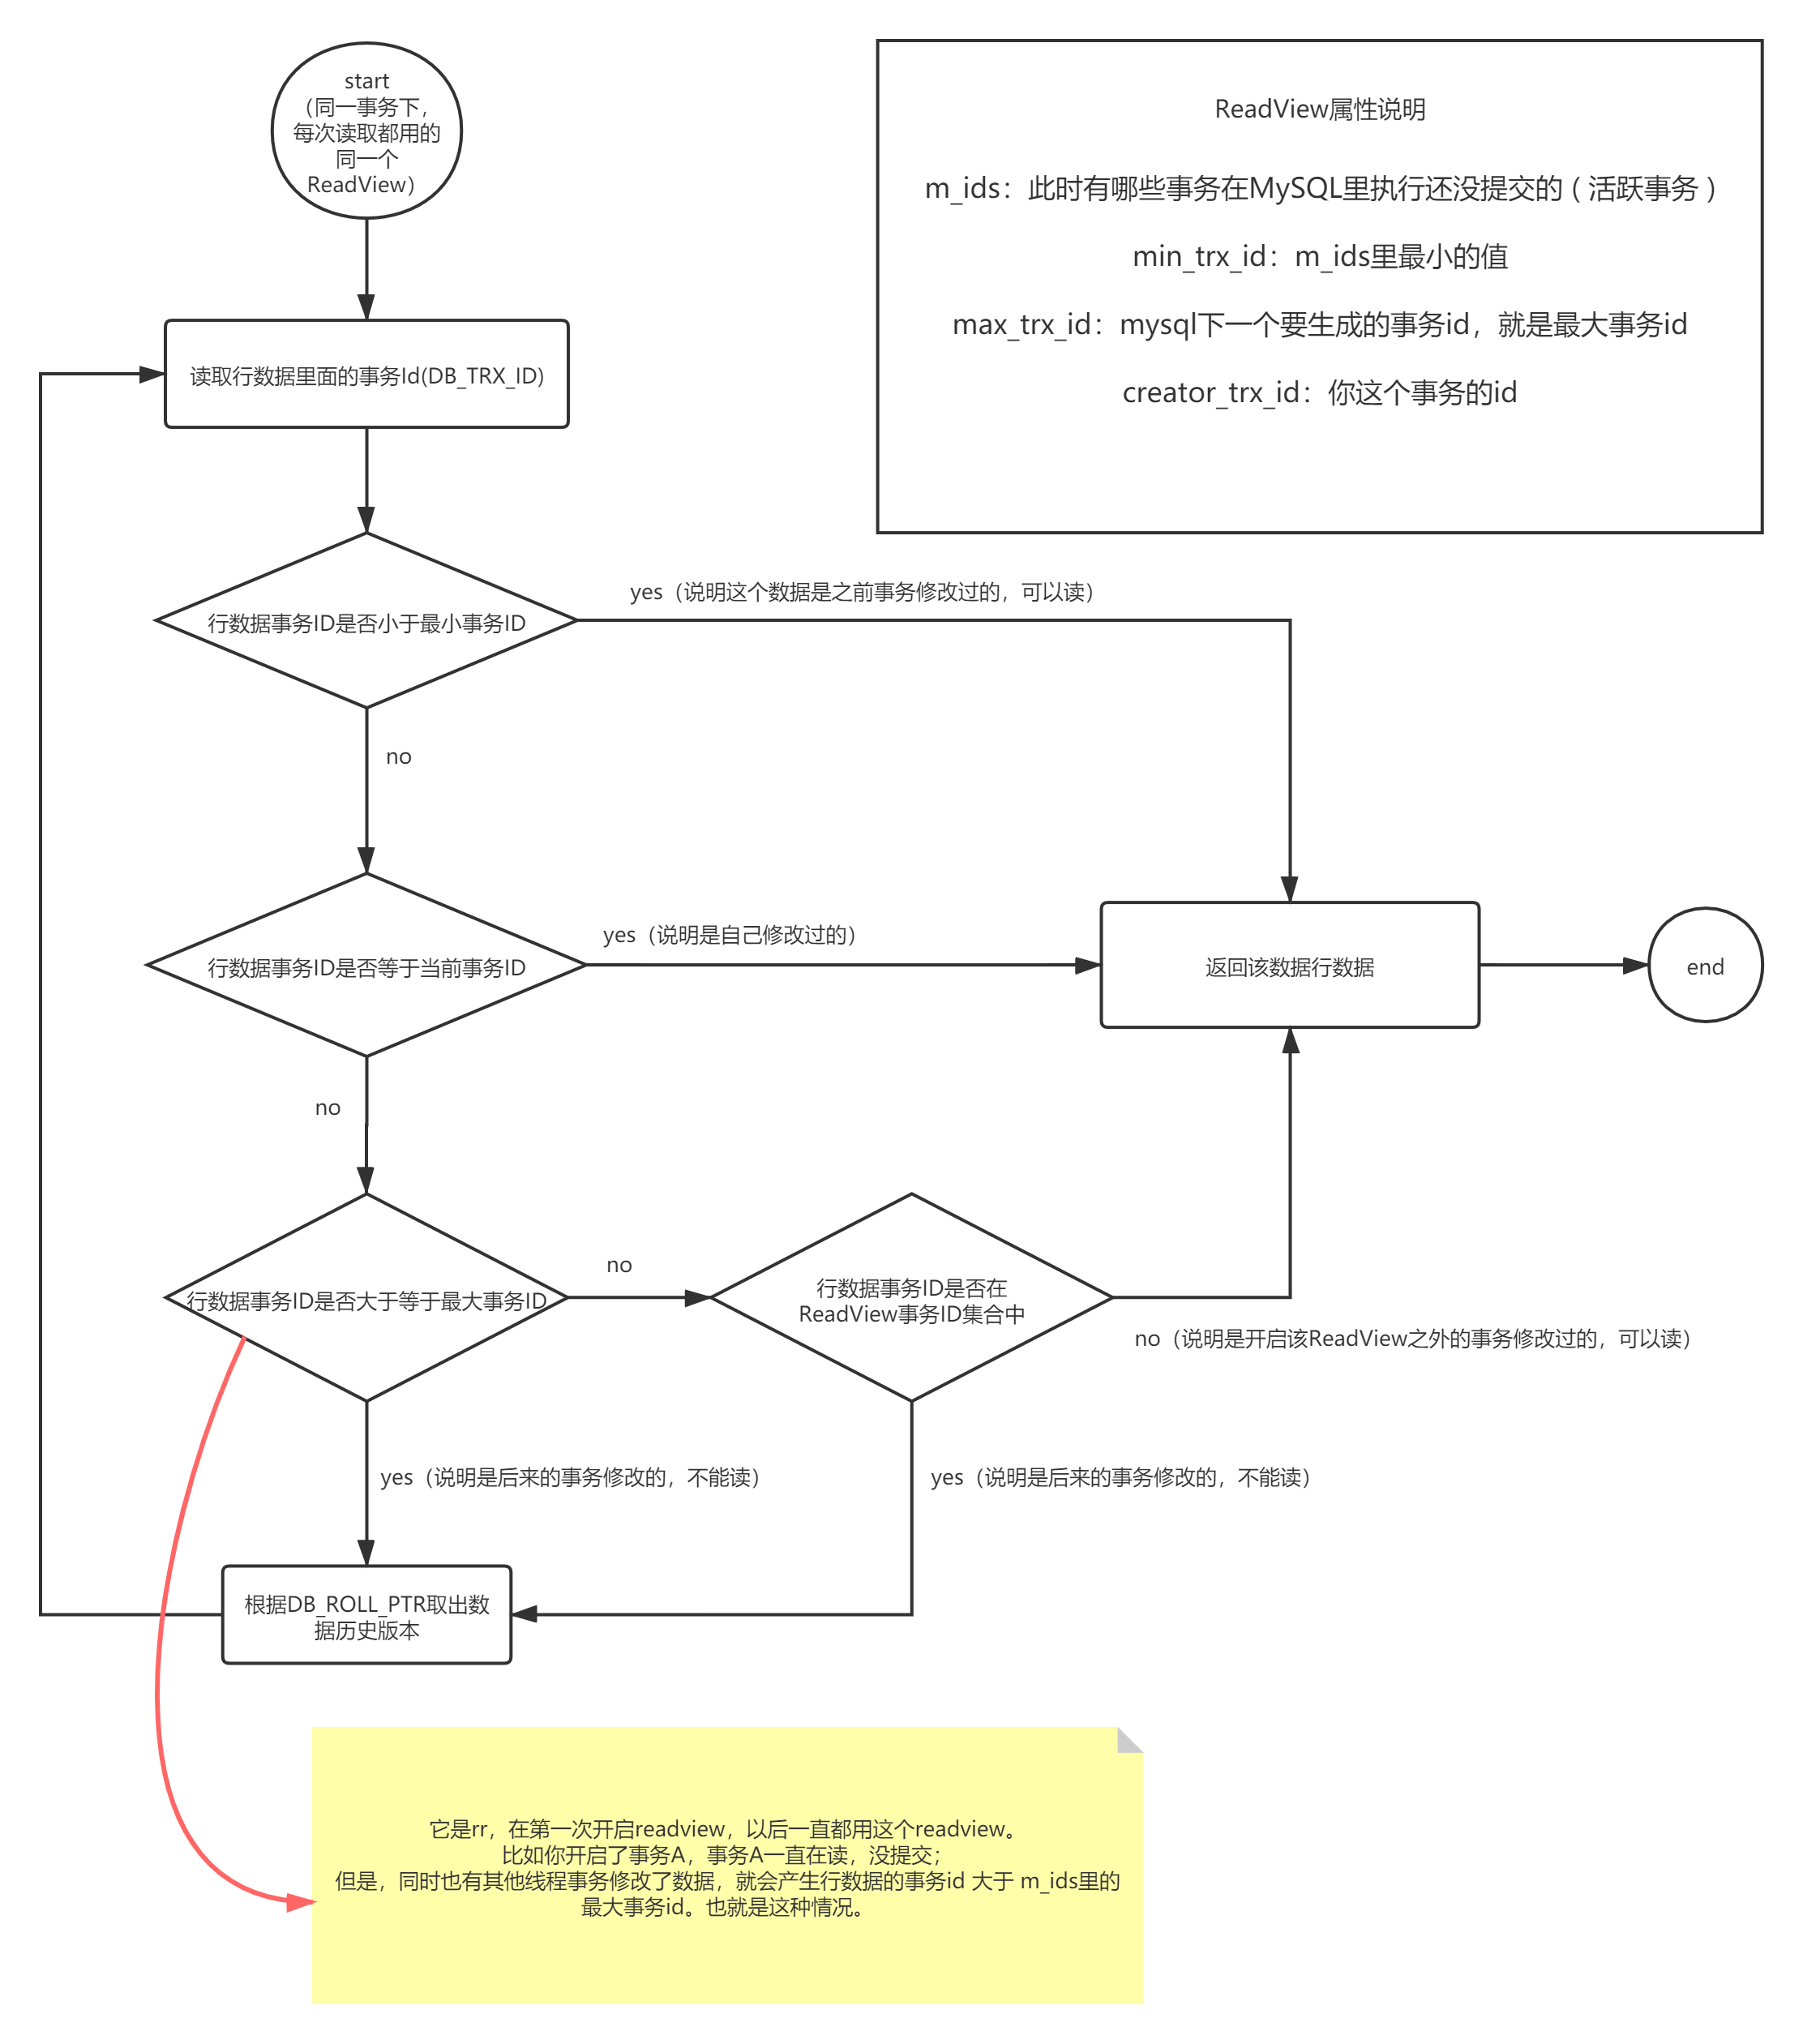 start
（同一事务下，
每次读取都用的
同一个
ReadView）
ReadView属性说明
m_ids：此时有哪些事务在MySQL里执行还没提交的 ( 活跃事务 )
min_trx_id：m_ids里最小的值
max_trx_id：mysql下一个要生成的事务id，就是最大事务id
creator_trx_id：你这个事务的id
读取行数据里面的事务Id(DB_TRX_ID)
行数据事务ID是否小于最小事务ID
yes（说明这个数据是之前事务修改过的，可以读）
no
行数据事务ID是否等于当前事务ID
yes（说明是自己修改过的）
返回该数据行数据
end
no
行数据事务ID是否大于等于最大事务ID
no
行数据事务ID是否在
ReadView事务ID集合中
no（说明是开启该ReadView之外的事务修改过的，可以读）
yes（说明是后来的事务修改的，不能读）
yes（说明是后来的事务修改的，不能读）
根据DB_ROLL_PTR取出数
据历史版本
它是rr，在第一次开启readview，以后一直都用这个readview。
比如你开启了事务A，事务A一直在读，没提交；
但是，同时也有其他线程事务修改了数据，就会产生行数据的事务id 大于 m_ids里的
最大事务id。也就是这种情况。